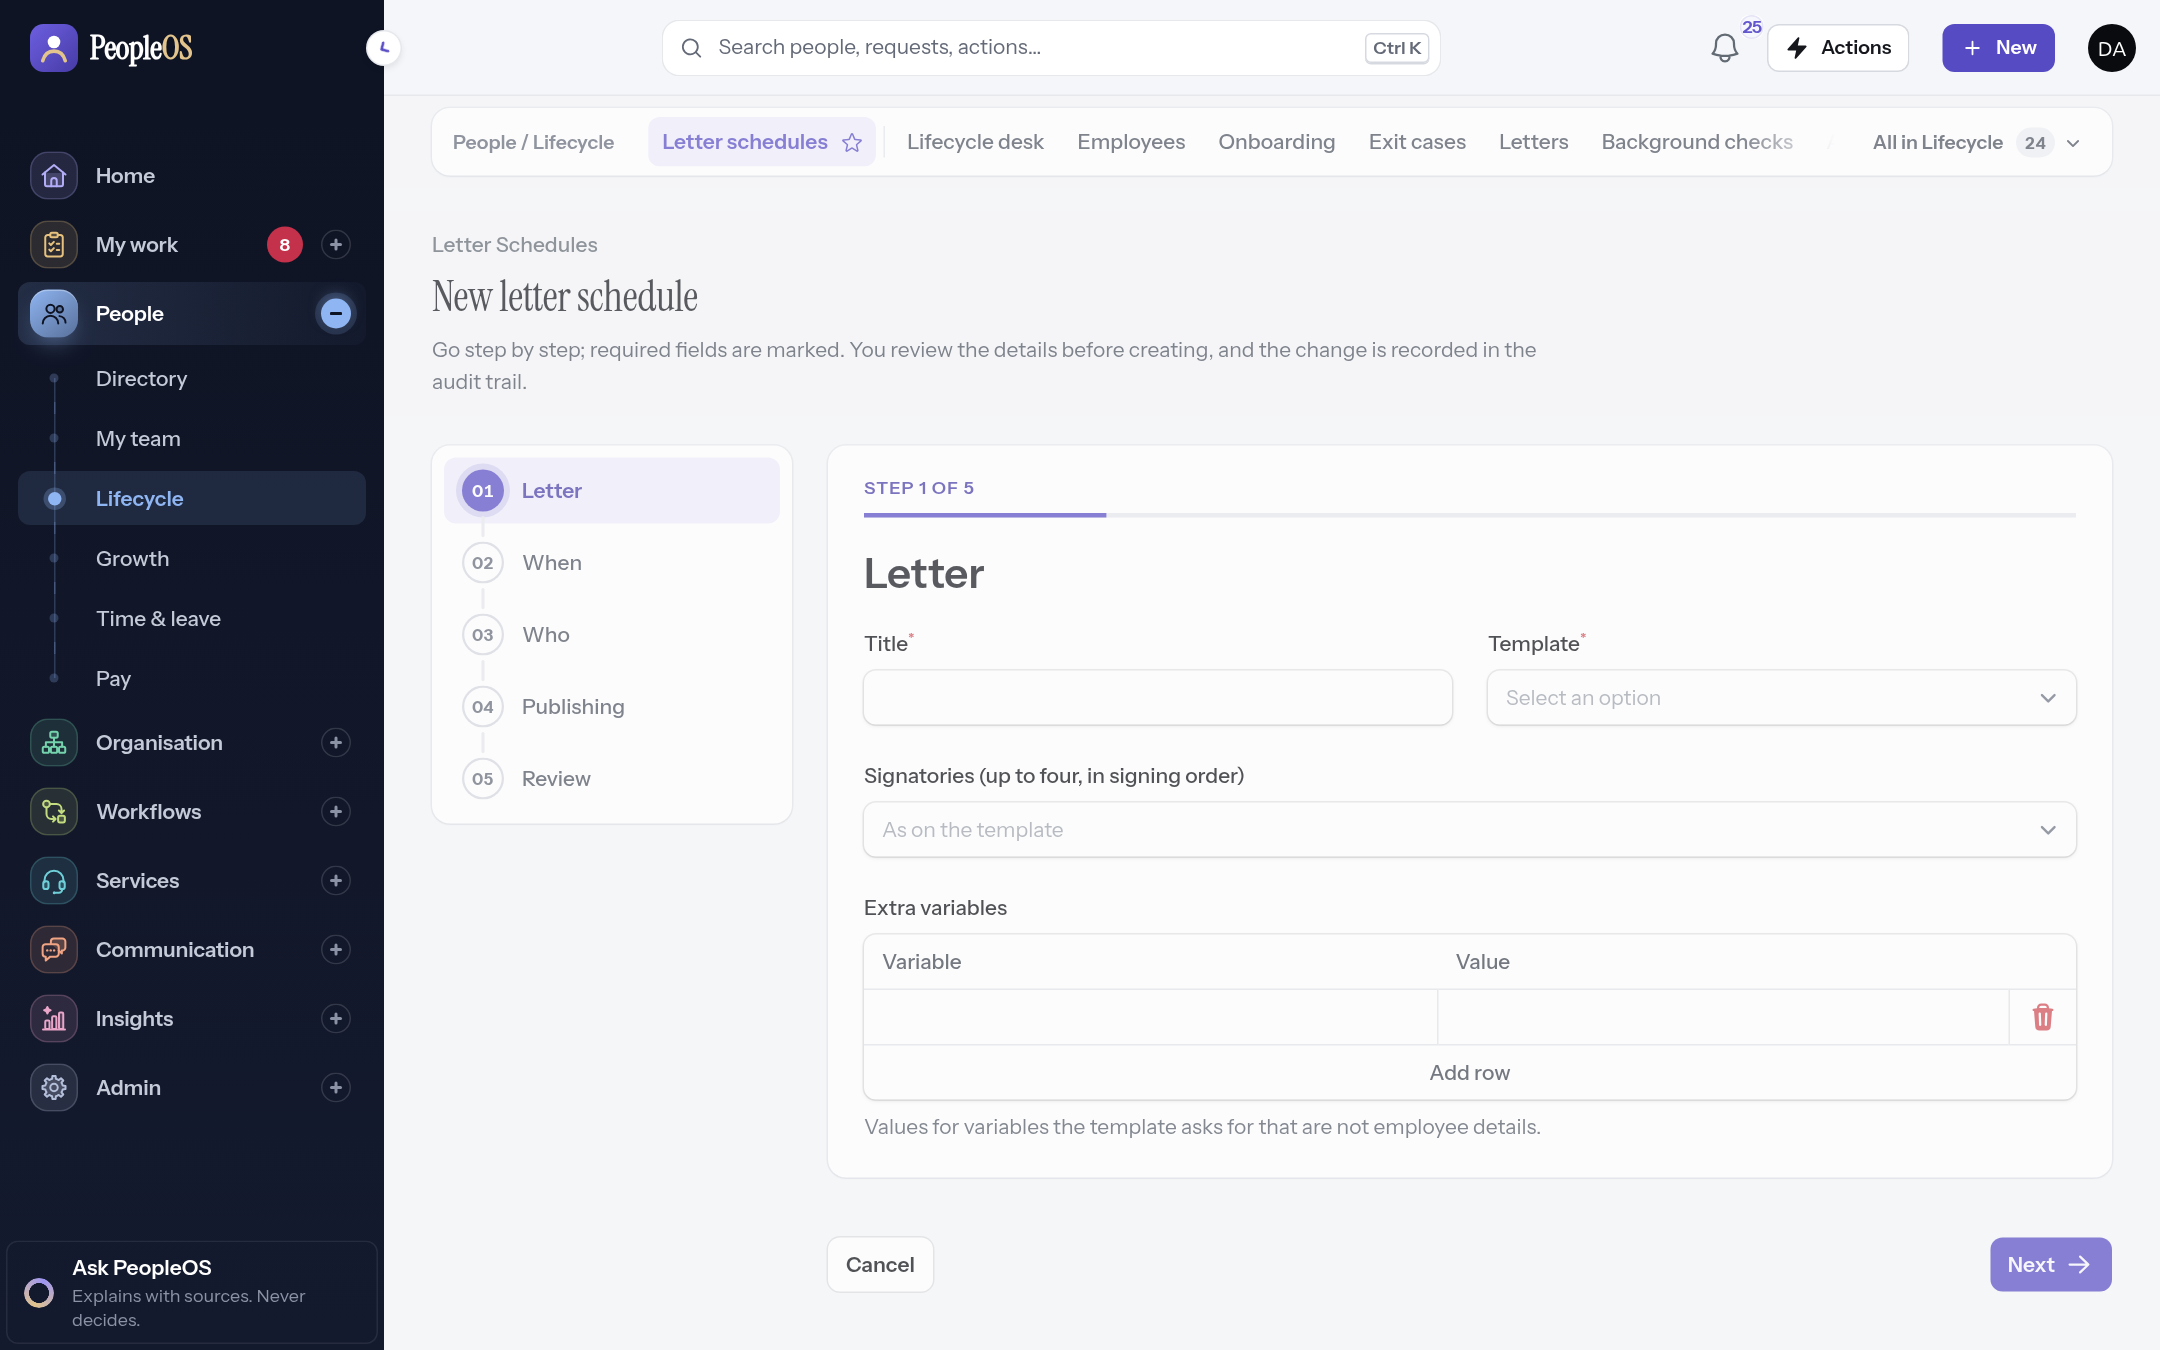 PeopleOS
Search people, requests, actions...
Ctrl K
25
Actions
New
DA
Home
My work
8
People
Directory
My team
Lifecycle
Growth
Time & leave
Pay
Organisation
Workflows
Services
Communication
Insights
Admin
Ask PeopleOS
Explains with sources. Never
decides.
People / Lifecycle
Letter schedules
Lifecycle desk
Employees
Onboarding
Exit cases
Letters
Background checks
All in Lifecycle
24
Letter Schedules
New letter schedule
Go step by step; required fields are marked. You review the details before creating, and the change is recorded in the
audit trail.
01
Letter
02
When
03
Who
04
Publishing
05
Review
STEP 1 OF 5
Letter
Title*
Template*
Select an option
Signatories (up to four, in signing order)
As on the template
Extra variables
Variable
Value
Add row
Values for variables the template asks for that are not employee details.
Cancel
Next